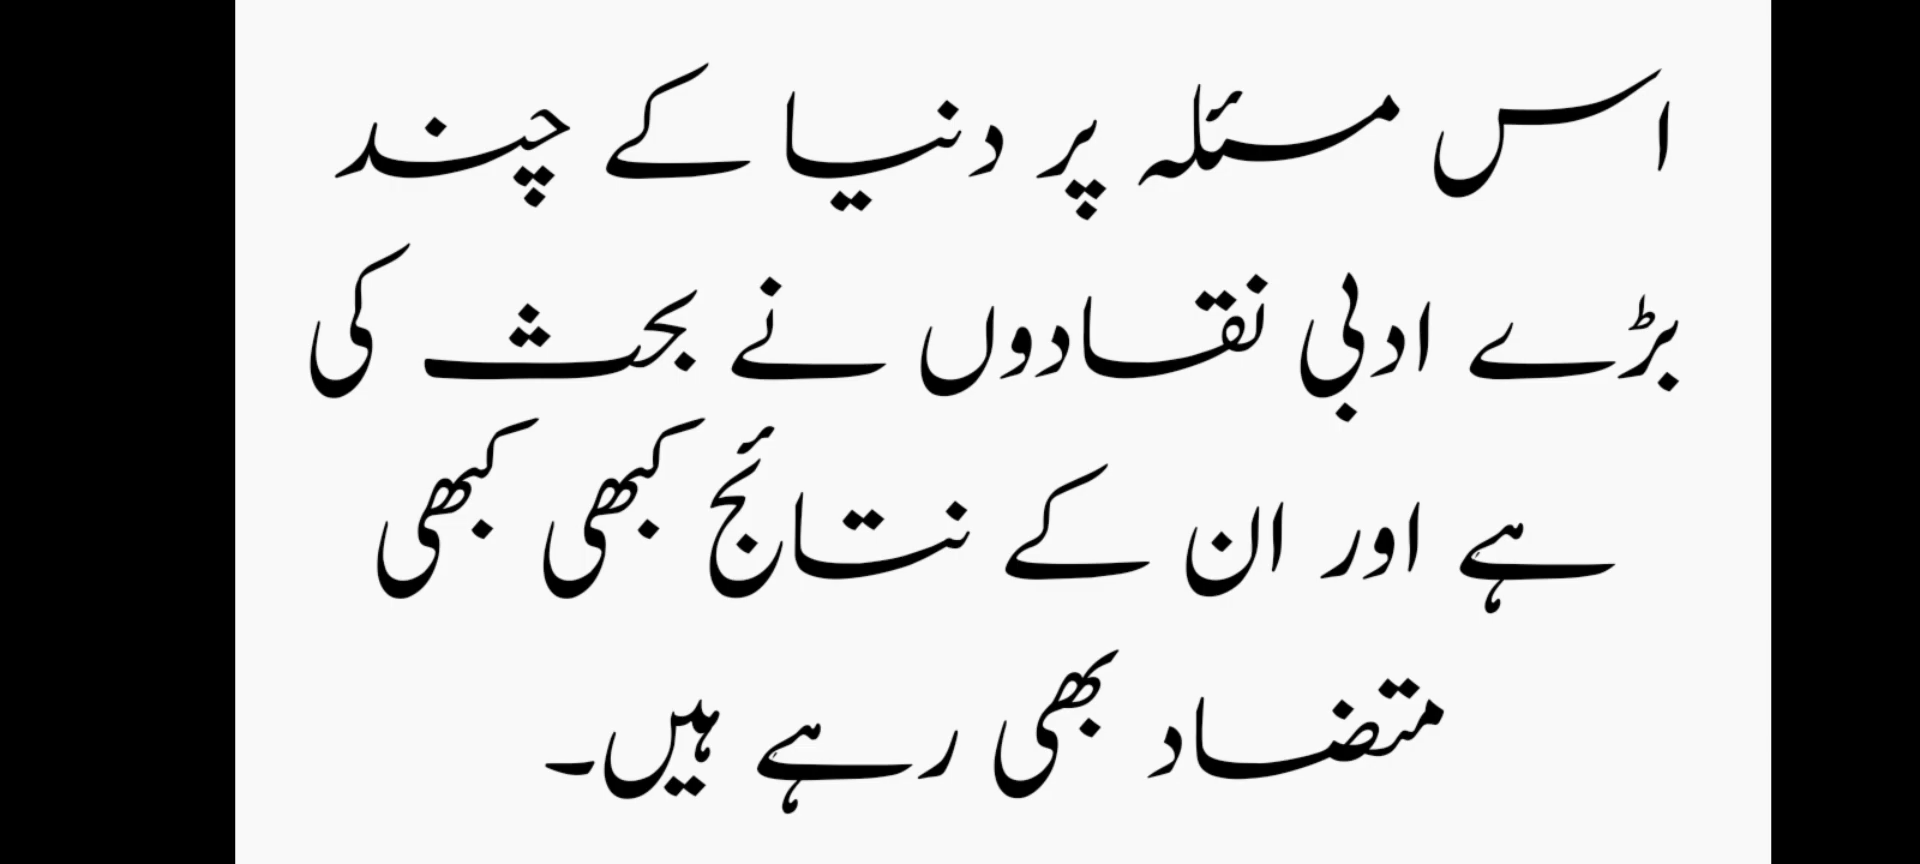 اس مسئلہ پر دنیا کے چند
بڑے ادبی نقادوں نے بحث کی
ہے اور ان کے نتائج کبھی کبھی
متضاد بھی رہے ہیں۔